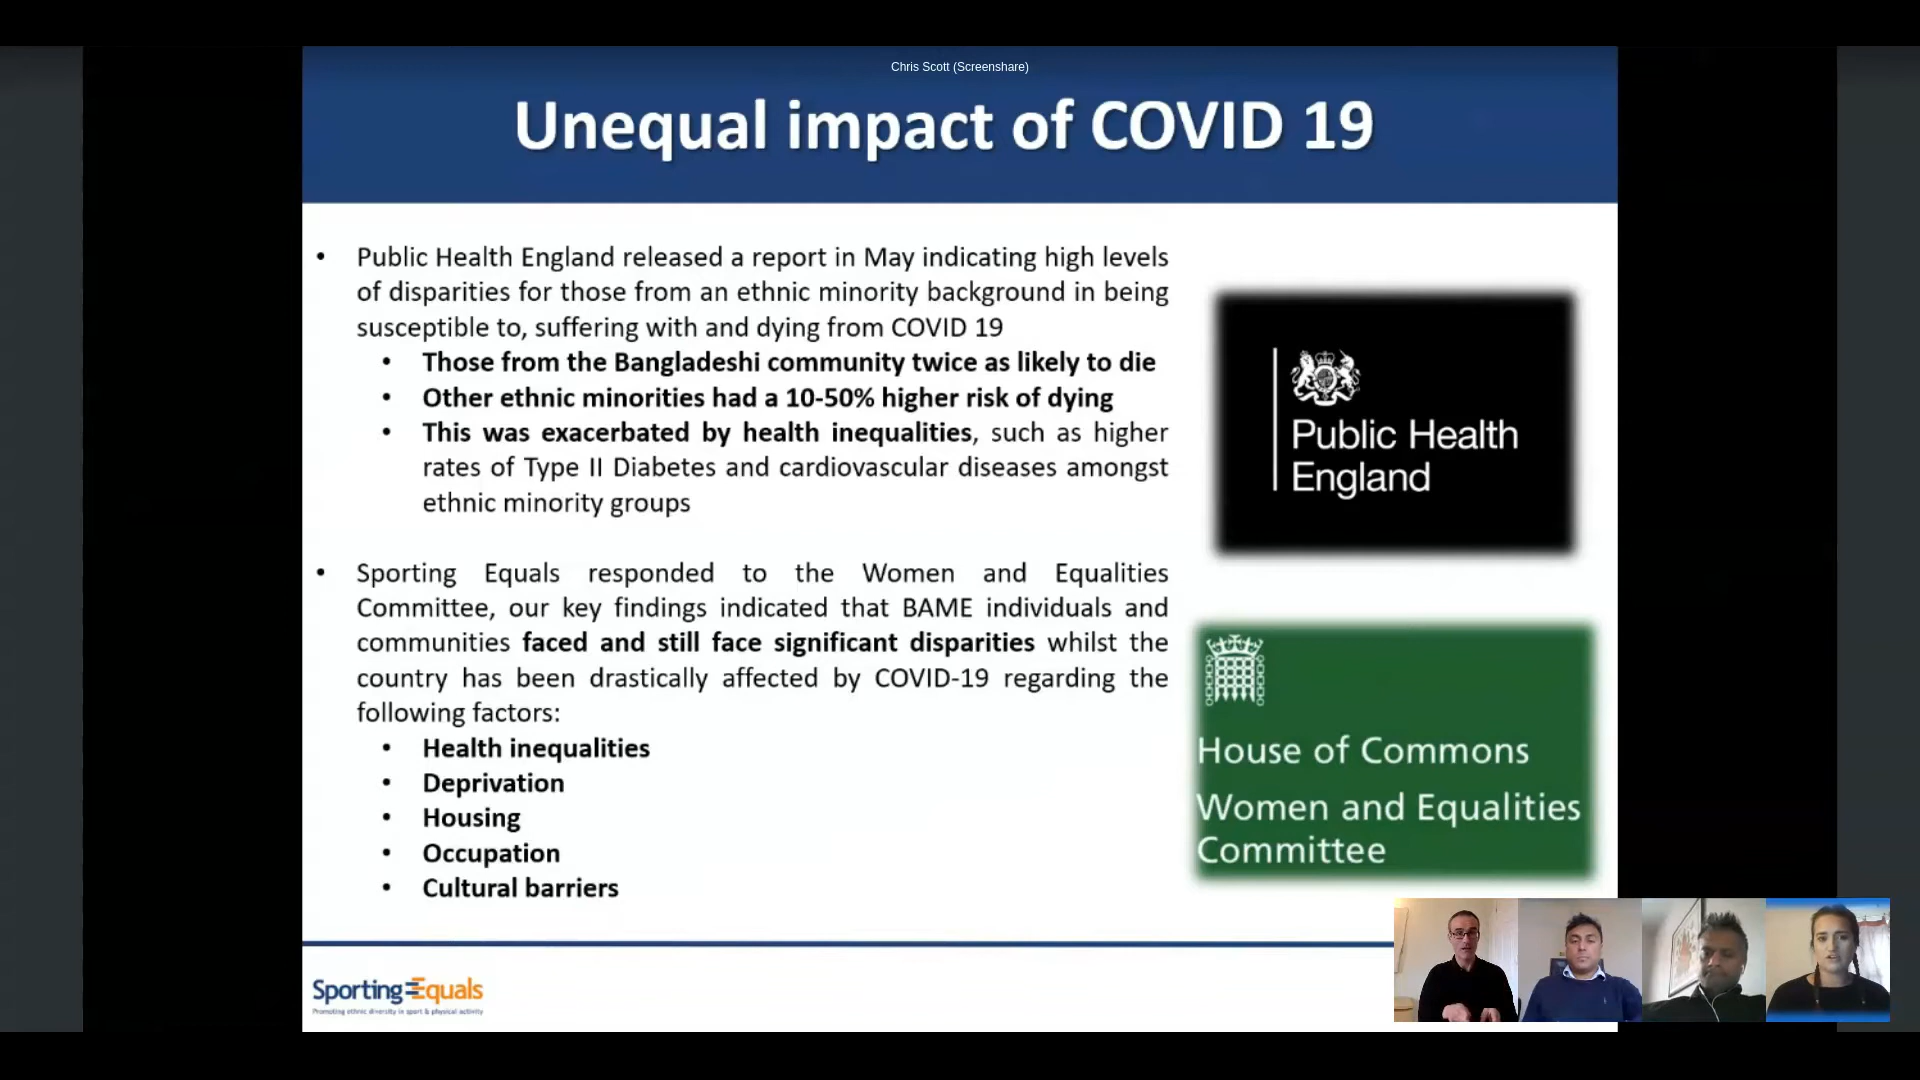 Chris Scott (Screenshare)
Unequal impact of COVID 19
• Public Health England released a report in May indicating high levels
of disparities for those from an ethnic minority background in being
susceptible to, suffering with and dying from COVID 19
• Those from the Bangladeshi community twice as likely to die
• Other ethnic minorities had a 10-50% higher risk of dying
• This was exacerbated by health inequalities, such as higher
rates of Type II Diabetes and cardiovascular diseases amongst
ethnic minority groups
• Sporting Equals responded to the Women and Equalities
Committee, our key findings indicated that BAME individuals and
communities faced and still face significant disparities whilst the
country has been drastically affected by COVID-19 regarding the
following factors:
• Health inequalities
• Deprivation
• Housing
• Occupation
• Cultural barriers
Public Health
England
House of Commons
Women and Equalities
Committee
Sporting Equals
Promoting ethnic diversity in sport & physical activity